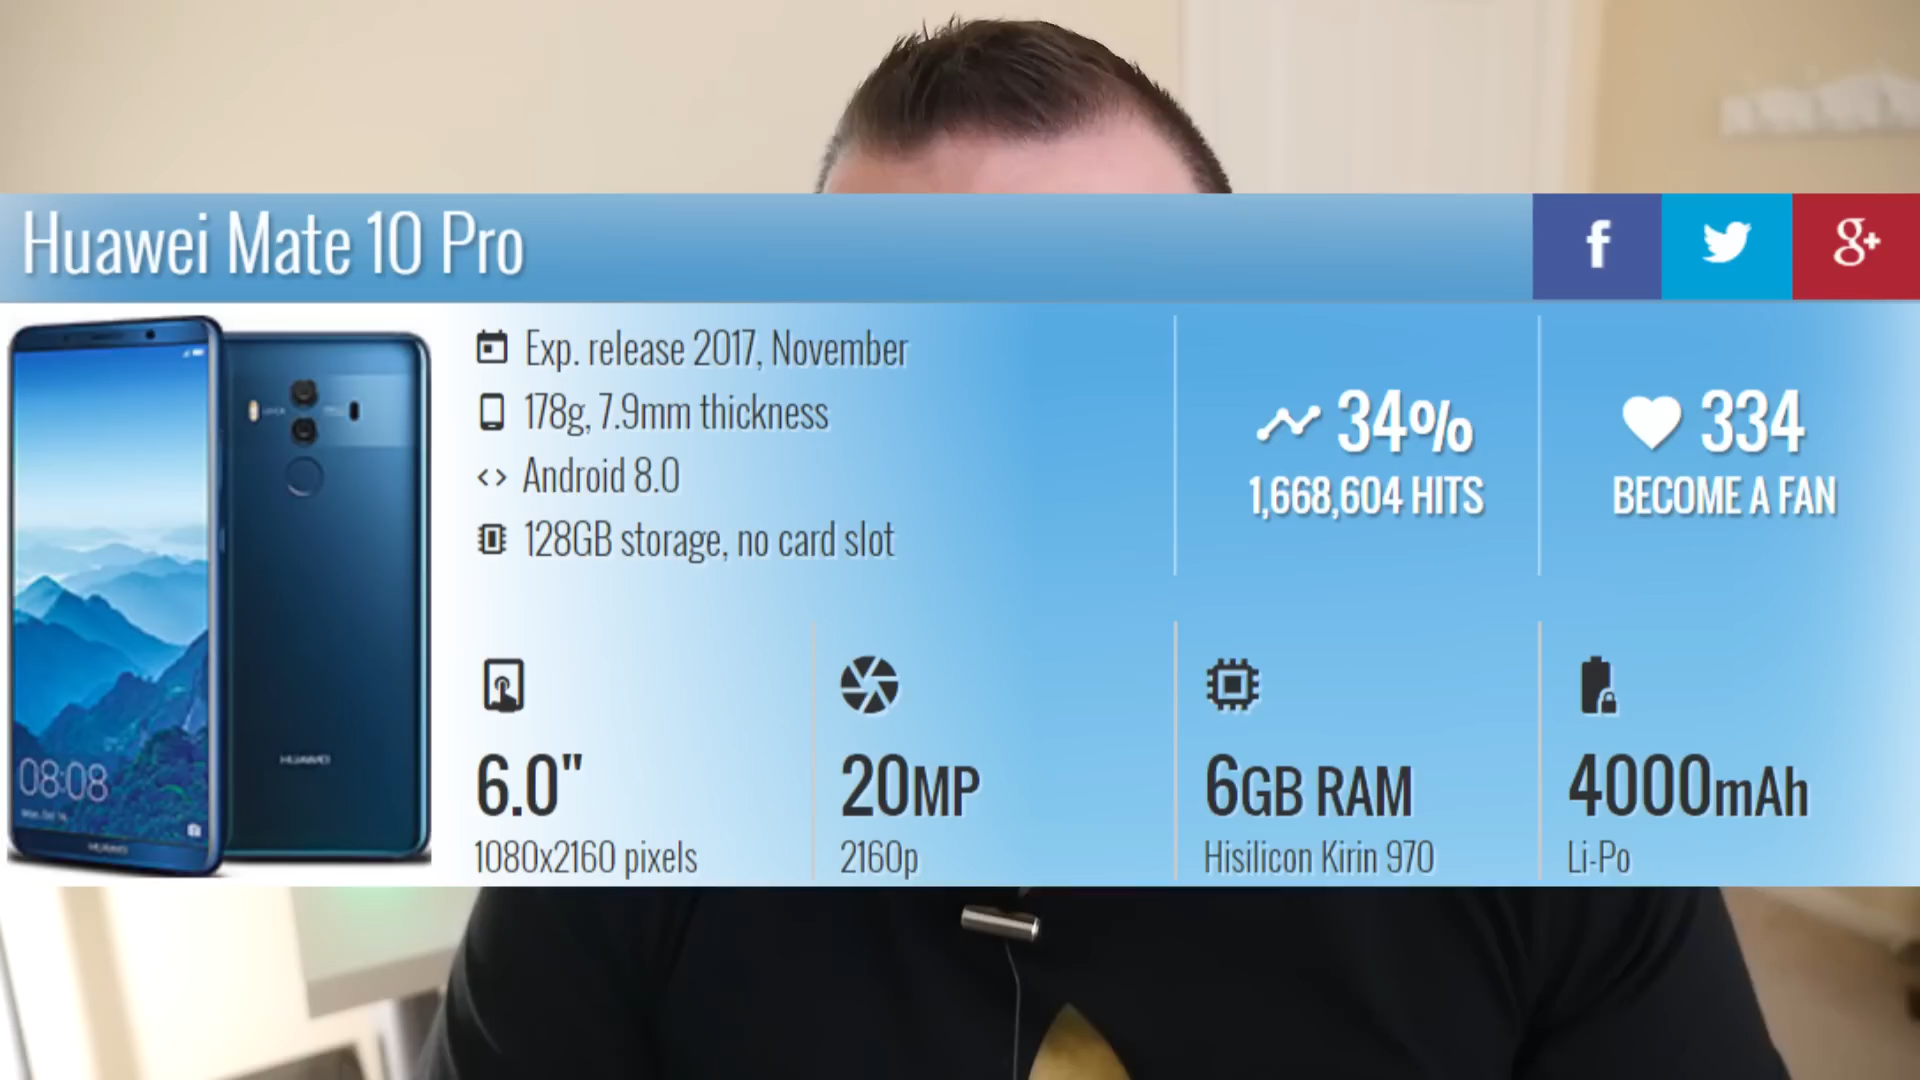 Huawei Mate 10 Pro
f
g+
Exp. release 2017, November
178g, 7.9mm thickness
Android 8.0
128GB storage, no card slot
34%
1,668,604 HITS
334
BECOME A FAN
08:08
HUAWEI
HUAWEI
6.0"
1080x2160 pixels
20MP
2160p
6GB RAM
Hisilicon Kirin 970
4000mAh
Li-Po